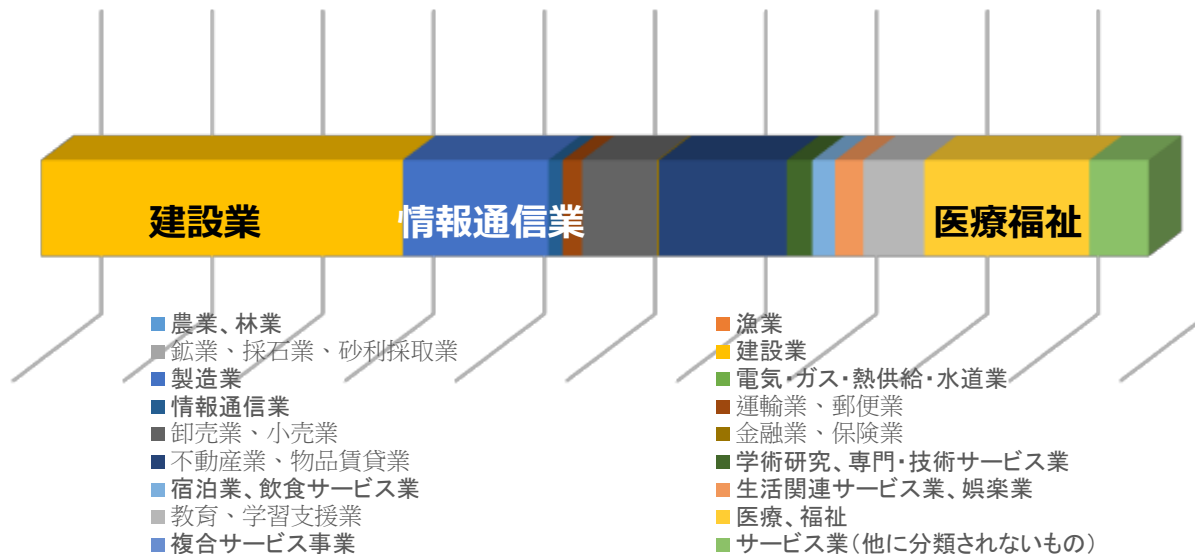 建設業
情報通信業
医療福祉
農業、林業
漁業
鉱業、採石業、砂利採取業
建設業
製造業
電気・ガス・熱供給・水道業
情報通信業
運輸業、郵便業
卸売業、小売業
金融業、保険業
不動産業、物品賃貸業
学術研究、専門・技術サービス業
宿泊業、飲食サービス業
生活関連サービス業、娯楽業
教育、学習支援業
医療、福祉
複合サービス事業
サービス業（他に分類されないもの）